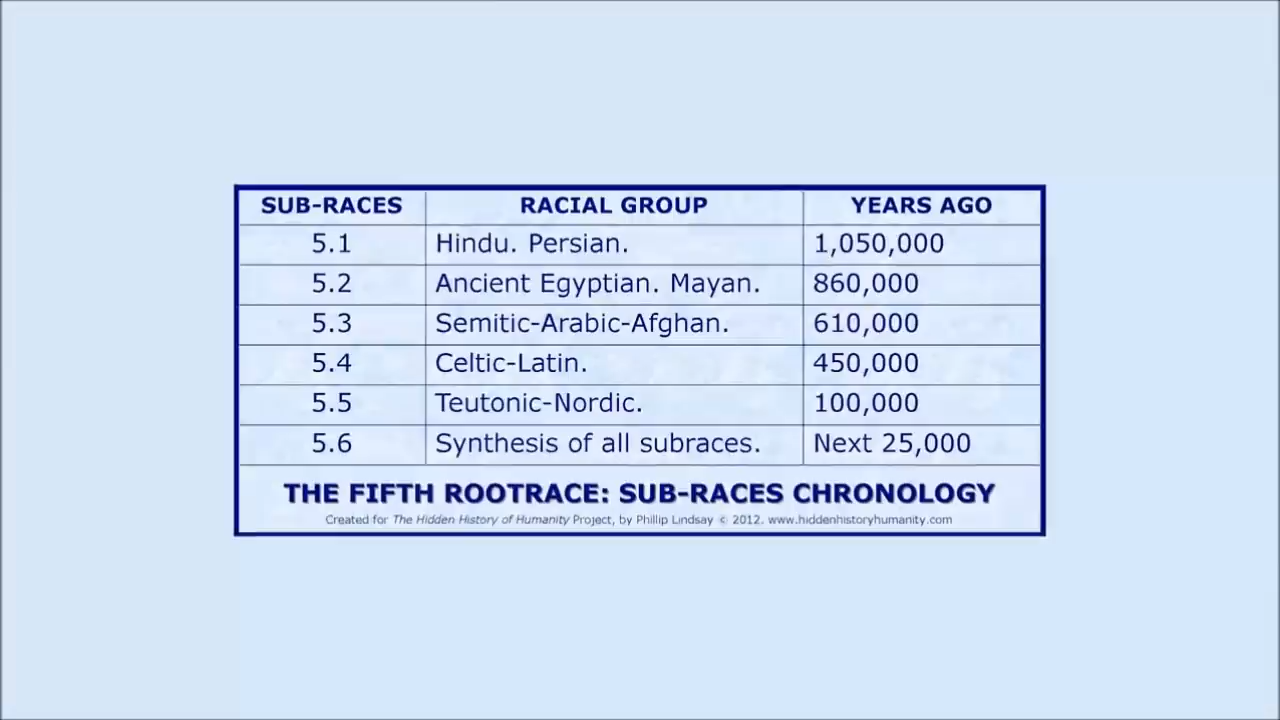 SUB-RACES RACIAL GROUP YEARS AGO
5.1 Hindu. Persian. 1,050,000
5.2 Ancient Egyptian. Mayan. 860,000
5.3 Semitic-Arabic-Afghan. 610,000
5.4 Celtic-Latin. 450,000
5.5 Teutonic-Nordic. 100,000
5.6 Synthesis of all subraces. Next 25,000
THE FIFTH ROOTRACE: SUB-RACES CHRONOLOGY
Created for The Hidden History of Humanity Project, by Phillip Lindsay © 2012. www.hiddenhistoryhumanity.com